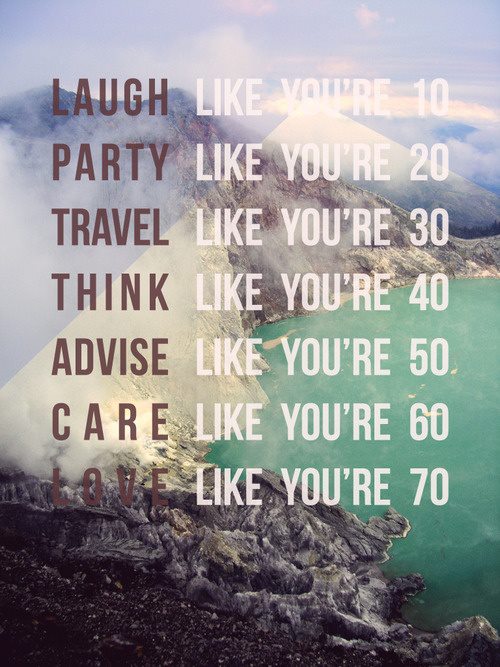 LAUGH LIKE YOU'RE 10
PARTY LIKE YOU'RE 20
TRAVEL LIKE YOU'RE 30
THINK LIKE YOU'RE 40
ADVISE LIKE YOU'RE 50
CARE LIKE YOU'RE 60
LOVE LIKE YOU'RE 70